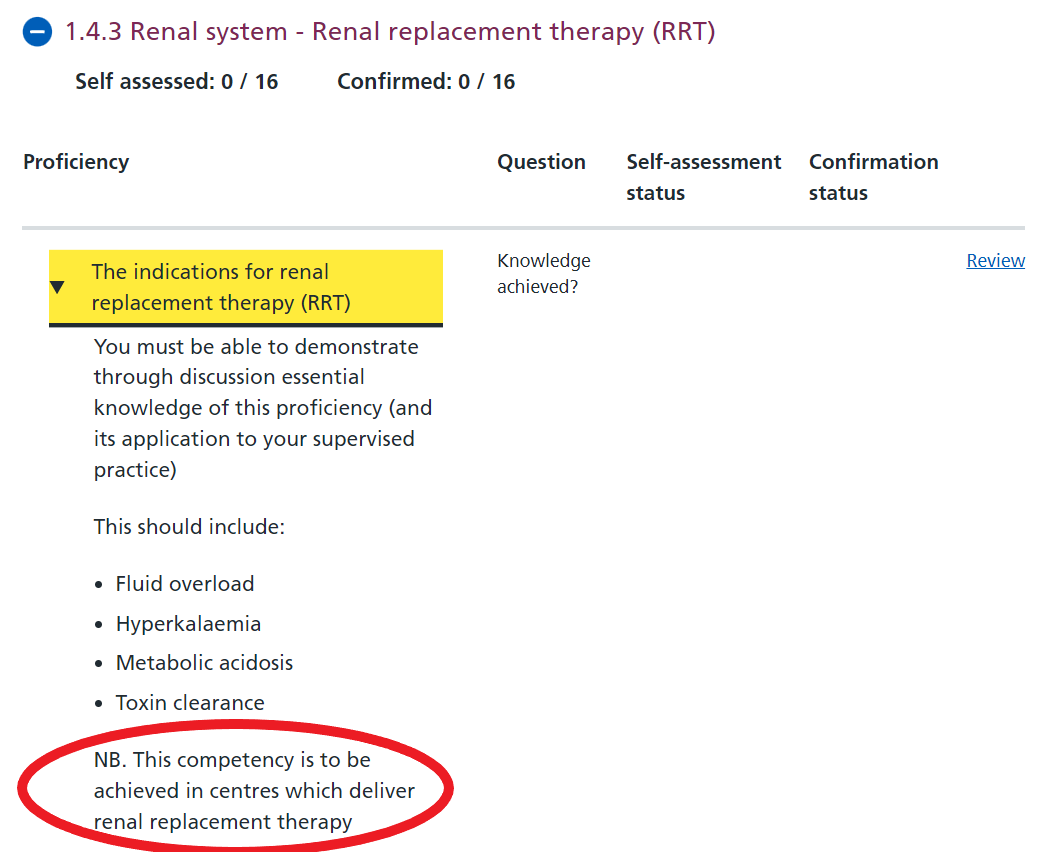 1.4.3 Renal system - Renal replacement therapy (RRT)
Self assessed: 0 / 16 Confirmed: 0 / 16
Proficiency Question Self-assessment status Confirmation status
The indications for renal
replacement therapy (RRT)
Knowledge
achieved?
Review
You must be able to demonstrate
through discussion essential
knowledge of this proficiency (and
its application to your supervised
practice)
This should include:
• Fluid overload
• Hyperkalaemia
• Metabolic acidosis
• Toxin clearance
NB. This competency is to be
achieved in centres which deliver
renal replacement therapy